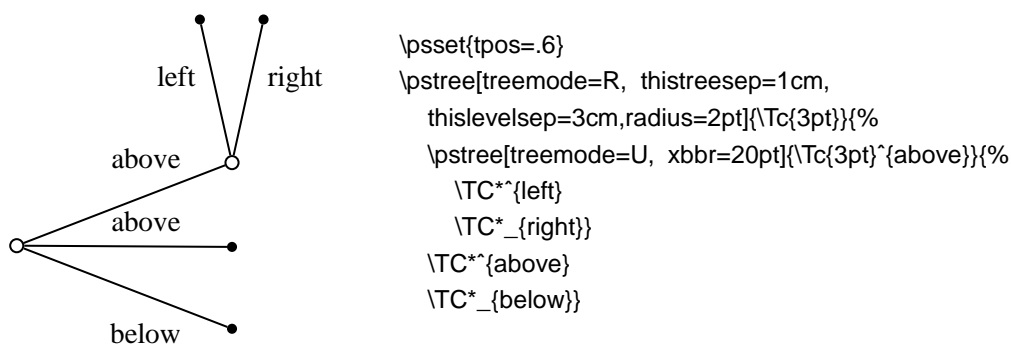 left right
above
above
below
\psset{tpos=.6}
\pstree[treemode=R, thistreesep=1cm,
thislevelsep=3cm,radius=2pt]{\Tc{3pt}}{%
\pstree[treemode=U, xbbr=20pt]{\Tc{3pt}^{above}}{%
\TC*^{left}
\TC*_{right}}
\TC*^{above}
\TC*_{below}}